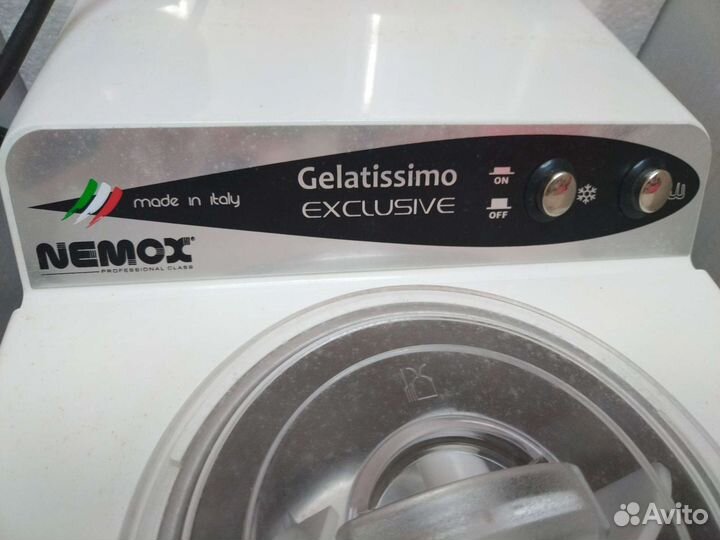 Gelatissimo
EXCLUSIVE
made in italy
ON
OFF
NEMOX®
PROFESSIONAL CLASS
Avito